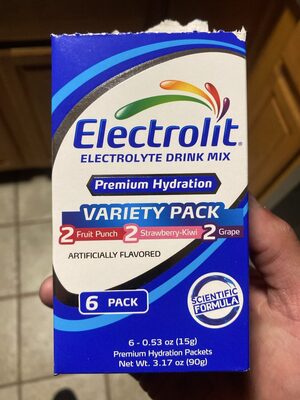 Electrolit®
ELECTROLYTE DRINK MIX
Premium Hydration
VARIETY PACK
2 Fruit Punch 2 Strawberry-Kiwi 2 Grape
ARTIFICIALLY FLAVORED
6 PACK
SCIENTIFIC
FORMULA
6 - 0.53 oz (15g)
Premium Hydration Packets
Net Wt. 3.17 oz (90g)